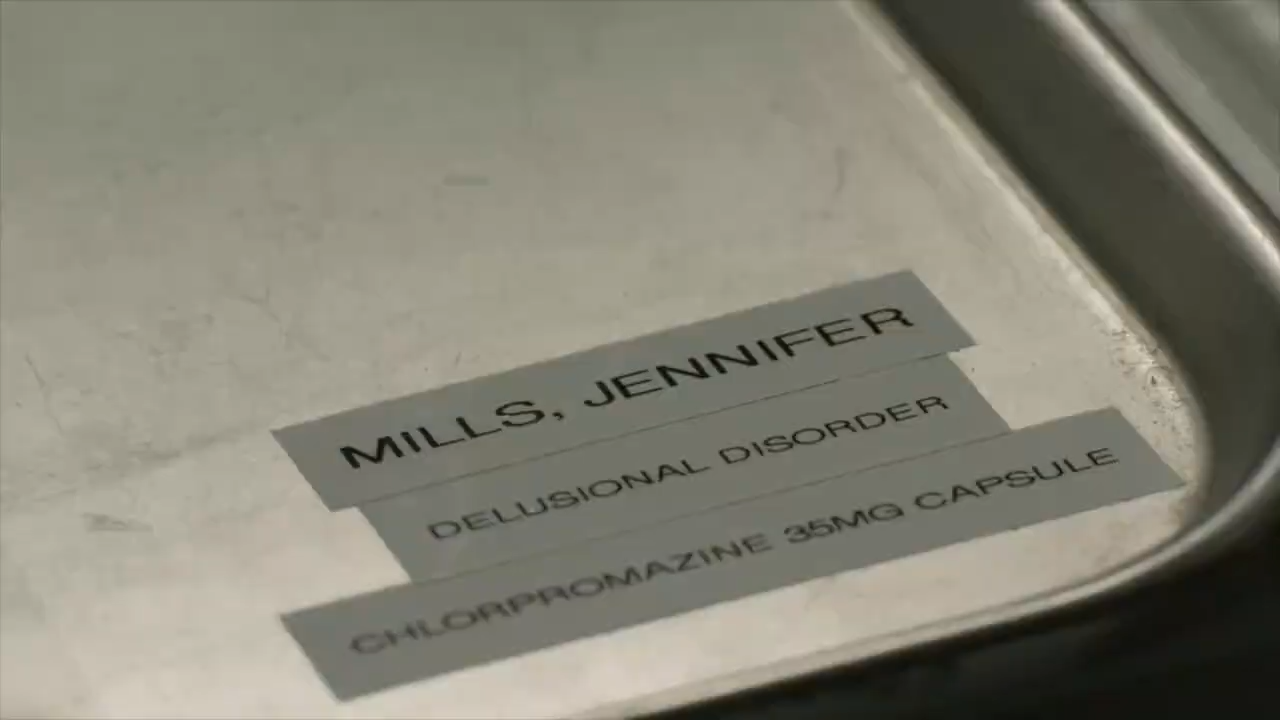 MILLS, JENNIFER
DELUSIONAL DISORDER
CHLORPROMAZINE 35MG CAPSULE